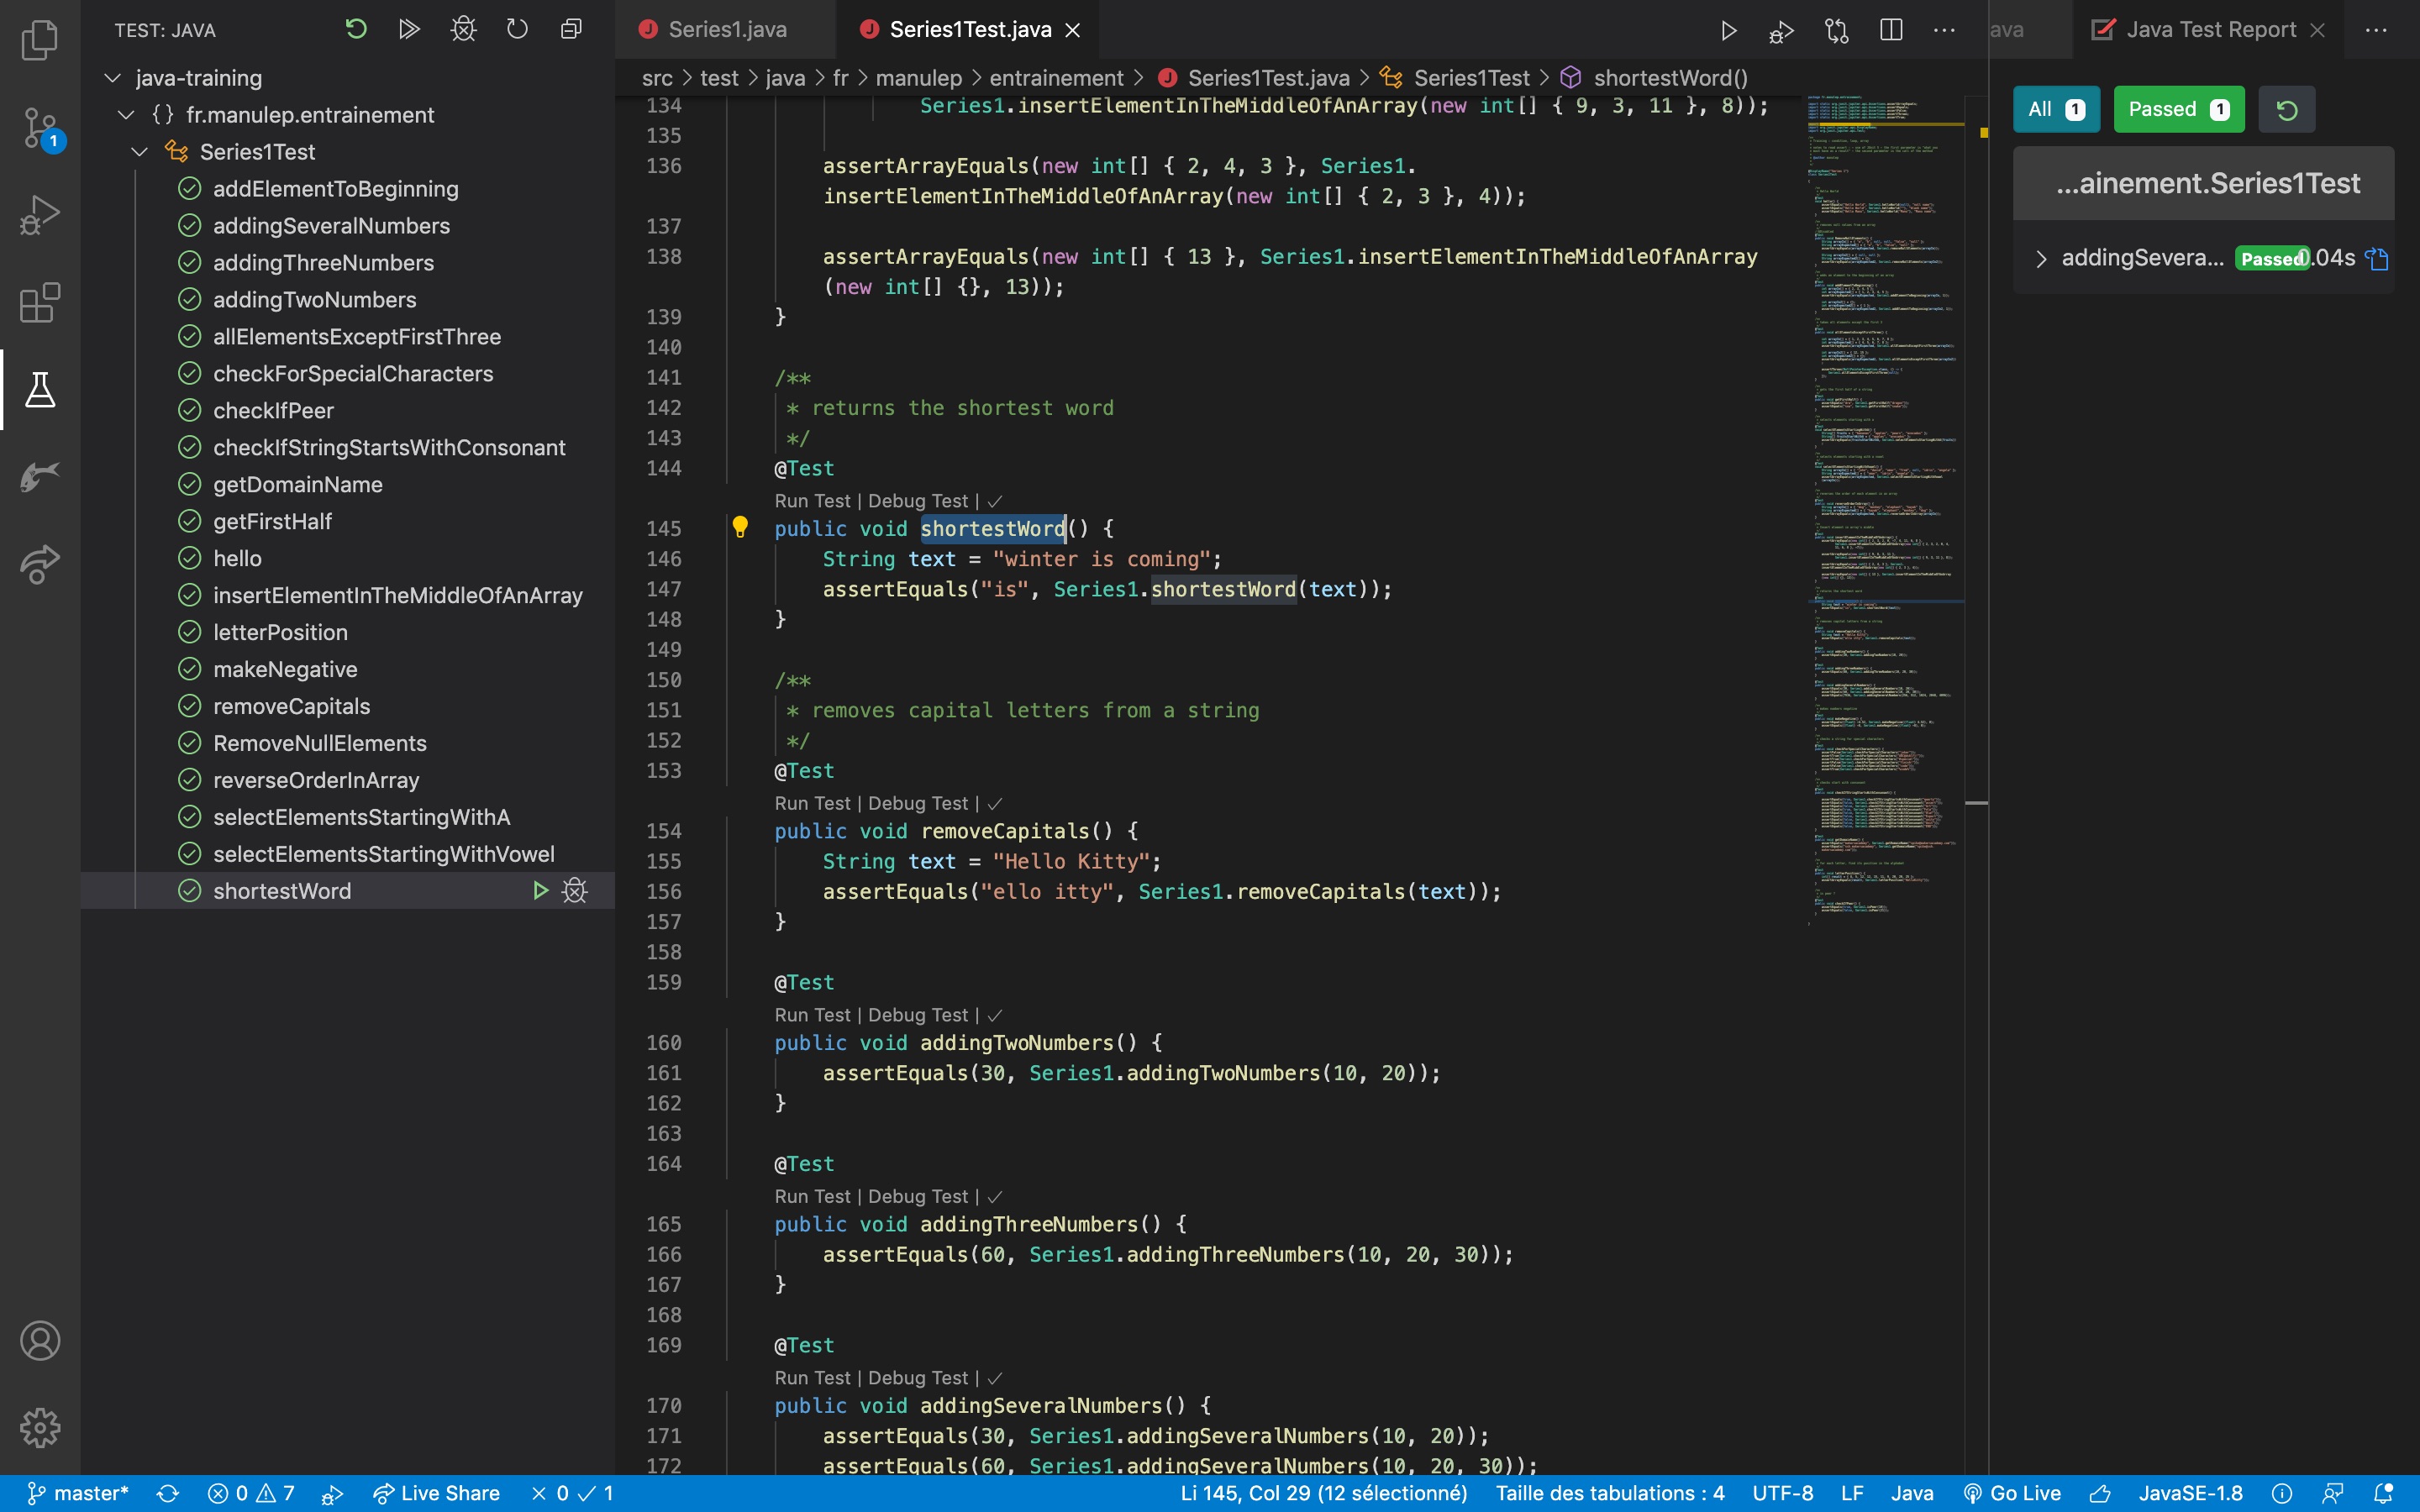 TEST: JAVA
java-training
{} fr.manulep.entrainement
Series1Test
addElementToBeginning
addingSeveralNumbers
addingThreeNumbers
addingTwoNumbers
allElementsExceptFirstThree
checkForSpecialCharacters
checkIfPeer
checkIfStringStartsWithConsonant
getDomainName
getFirstHalf
hello
insertElementInTheMiddleOfAnArray
letterPosition
makeNegative
removeCapitals
RemoveNullElements
reverseOrderInArray
selectElementsStartingWithA
selectElementsStartingWithVowel
shortestWord
1
J Series1.java
J Series1Test.java
src > test > java > fr > manulep > entrainement > J Series1Test.java > Series1Test > shortestWord()
134 Series1.insertElementInTheMiddleOfAnArray(new int[] { 9, 3, 11 }, 8));
135
136 assertArrayEquals(new int[] { 2, 4, 3 }, Series1.
insertElementInTheMiddleOfAnArray(new int[] { 2, 3 }, 4));
137
138 assertArrayEquals(new int[] { 13 }, Series1.insertElementInTheMiddleOfAnArray
(new int[] {}, 13));
139 }
140
141 /**
142 * returns the shortest word
143 */
144 @Test
Run Test | Debug Test | ✓
145 public void shortestWord() {
146 String text = "winter is coming";
147 assertEquals("is", Series1.shortestWord(text));
148 }
149
150 /**
151 * removes capital letters from a string
152 */
153 @Test
Run Test | Debug Test | ✓
154 public void removeCapitals() {
155 String text = "Hello Kitty";
156 assertEquals("ello itty", Series1.removeCapitals(text));
157 }
158
159 @Test
Run Test | Debug Test | ✓
160 public void addingTwoNumbers() {
161 assertEquals(30, Series1.addingTwoNumbers(10, 20));
162 }
163
164 @Test
Run Test | Debug Test | ✓
165 public void addingThreeNumbers() {
166 assertEquals(60, Series1.addingThreeNumbers(10, 20, 30));
167 }
168
169 @Test
Run Test | Debug Test | ✓
170 public void addingSeveralNumbers() {
171 assertEquals(30, Series1.addingSeveralNumbers(10, 20));
172 assertEquals(60, Series1.addingSeveralNumbers(10, 20, 30));
ava
Java Test Report
All 1 Passed 1
...ainement.Series1Test
addingSevera... Passed 0.04s
master* 0 7 Live Share × 0 ✓ 1
Li 145, Col 29 (12 sélectionné) Taille des tabulations : 4 UTF-8 LF Java Go Live JavaSE-1.8